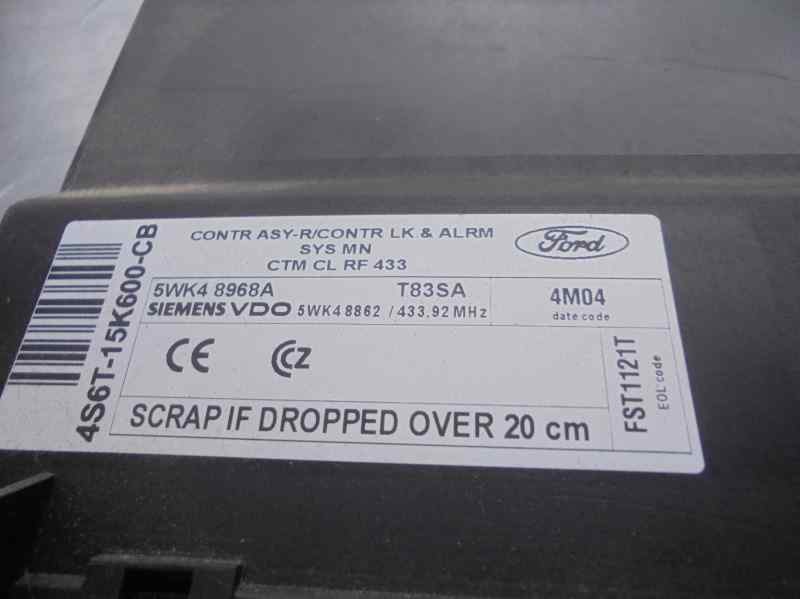 CONTR ASY-R/CONTR LK.& ALRM
SYS MN
CTM CL RF 433
Ford
4S6T-15K600-CB
5WK4 8968A T83SA
SIEMENS VDO 5WK4 8862 / 433.92 MHz
4M04
date code
CE CCZ
FST1121T
EOL code
SCRAP IF DROPPED OVER 20 cm